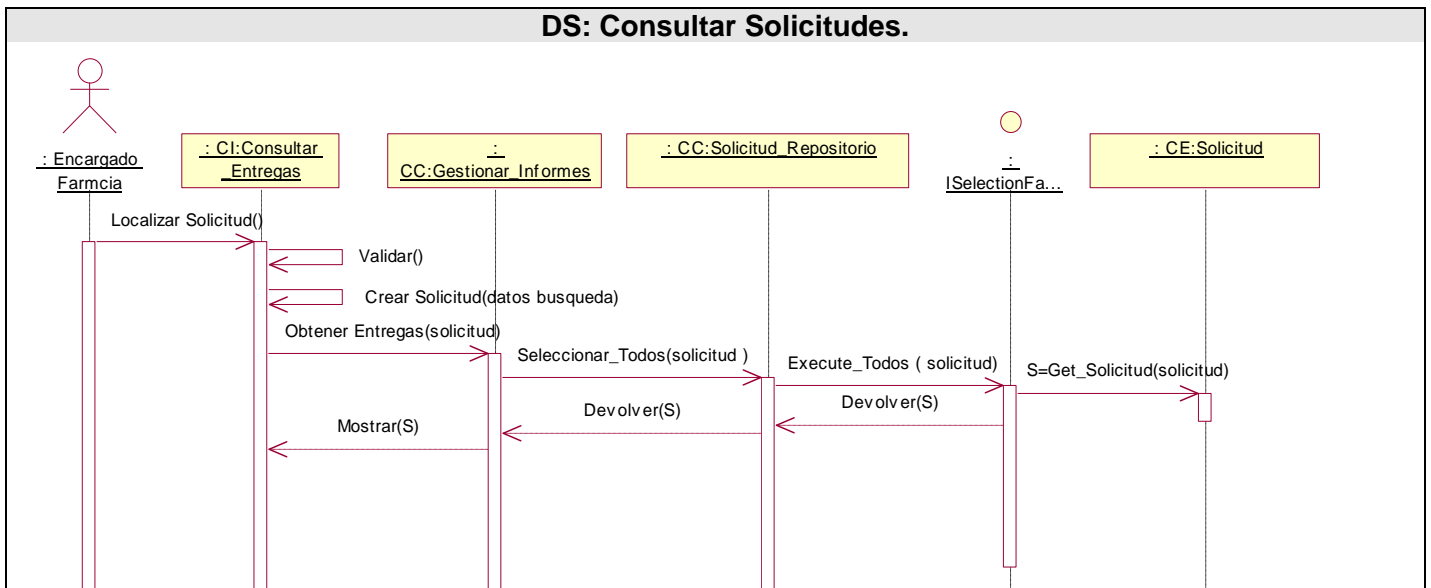 DS: Consultar Solicitudes.
: Encargado
Farmcia
: CI:Consultar
_Entregas
:
CC:Gestionar_Informes
: CC:Solicitud_Repositorio
:
ISelectionFa...
: CE:Solicitud
Localizar Solicitud()
Validar()
Crear Solicitud(datos busqueda)
Obtener Entregas(solicitud)
Seleccionar_Todos(solicitud )
Execute_Todos ( solicitud)
S=Get_Solicitud(solicitud)
Devolver(S)
Devolver(S)
Mostrar(S)